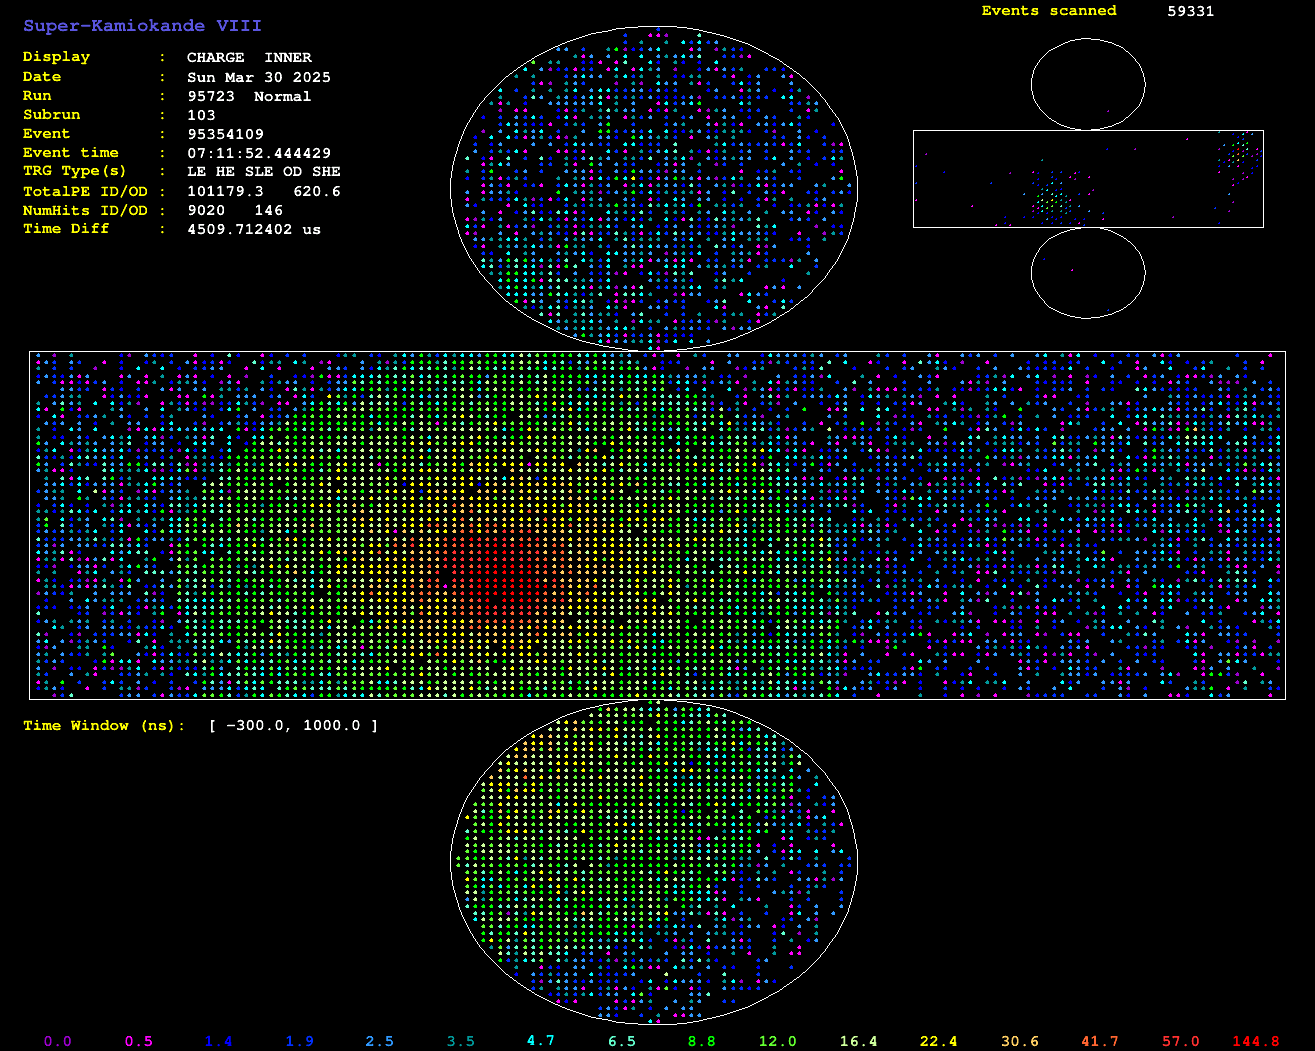 Super-Kamiokande VIII
Events scanned 59331
Display : CHARGE INNER
Date : Sun Mar 30 2025
Run : 95723 Normal
Subrun : 103
Event : 95354109
Event time : 07:11:52.444429
TRG Type(s) : LE HE SLE OD SHE
TotalPE ID/OD : 101179.3 620.6
NumHits ID/OD : 9020 146
Time Diff : 4509.712402 us
Time Window (ns): [ -300.0, 1000.0 ]
0.0 0.5 1.4 1.9 2.5 3.5 4.7 6.5 8.8 12.0 16.4 22.4 30.6 41.7 57.0 144.8